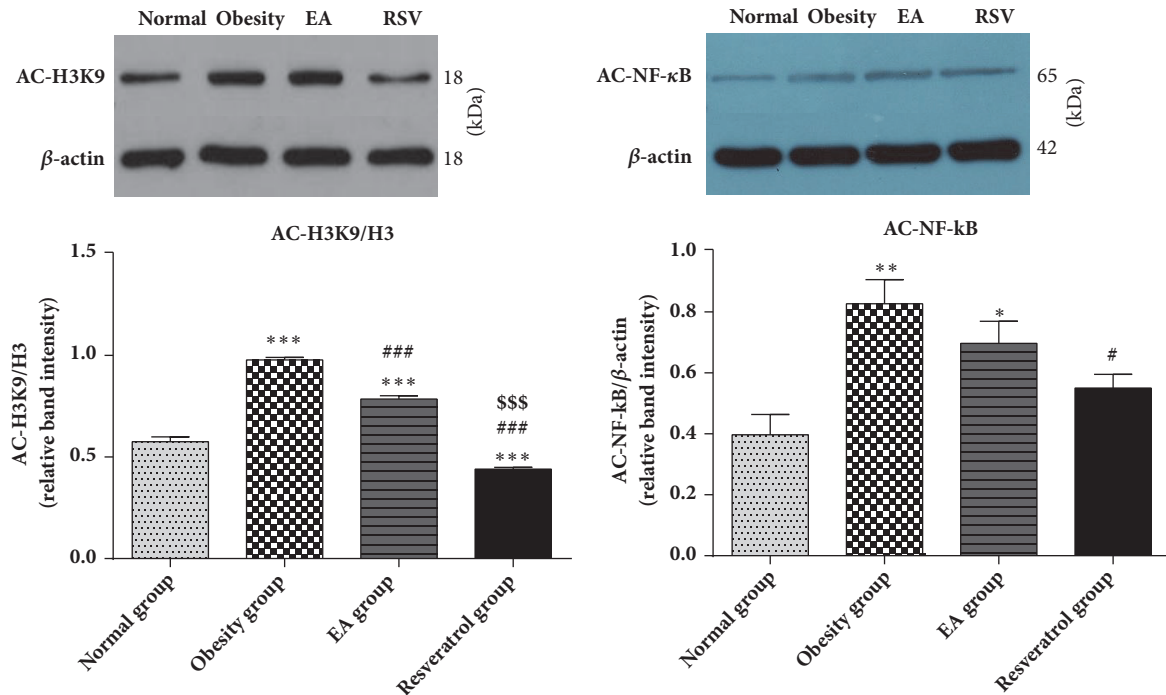 Normal Obesity EA RSV
AC-H3K9
18
β-actin
18
(kDa)
AC-H3K9/H3
AC-H3K9/H3
(relative band intensity)
1.5
1.0
0.5
0.0
***
###
***
$$$
###
***
Normal group
Obesity group
EA group
Resveratrol group
Normal Obesity EA RSV
AC-NF-κB
65
β-actin
42
(kDa)
AC-NF-kB
AC-NF-kB/β-actin
(relative band intensity)
1.0
0.8
0.6
0.4
0.2
0.0
**
*
#
Normal group
Obesity group
EA group
Resveratrol group